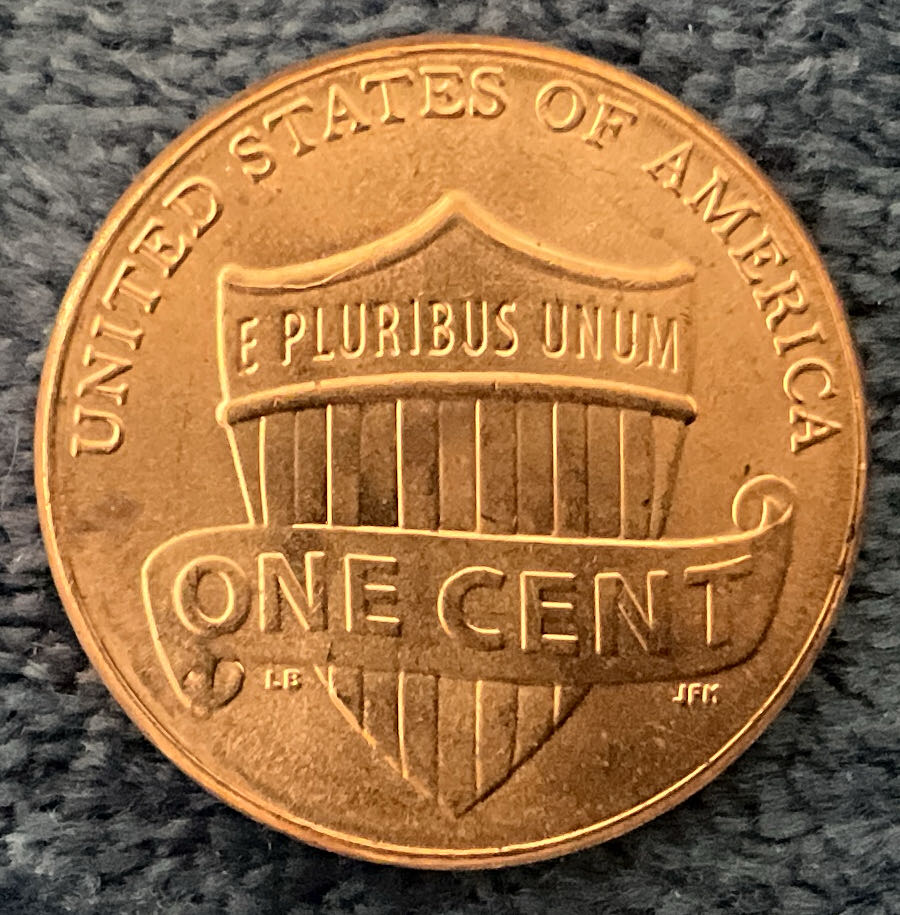 UNITED STATES OF AMERICA
E PLURIBUS UNUM
ONE CENT
LB
JFM